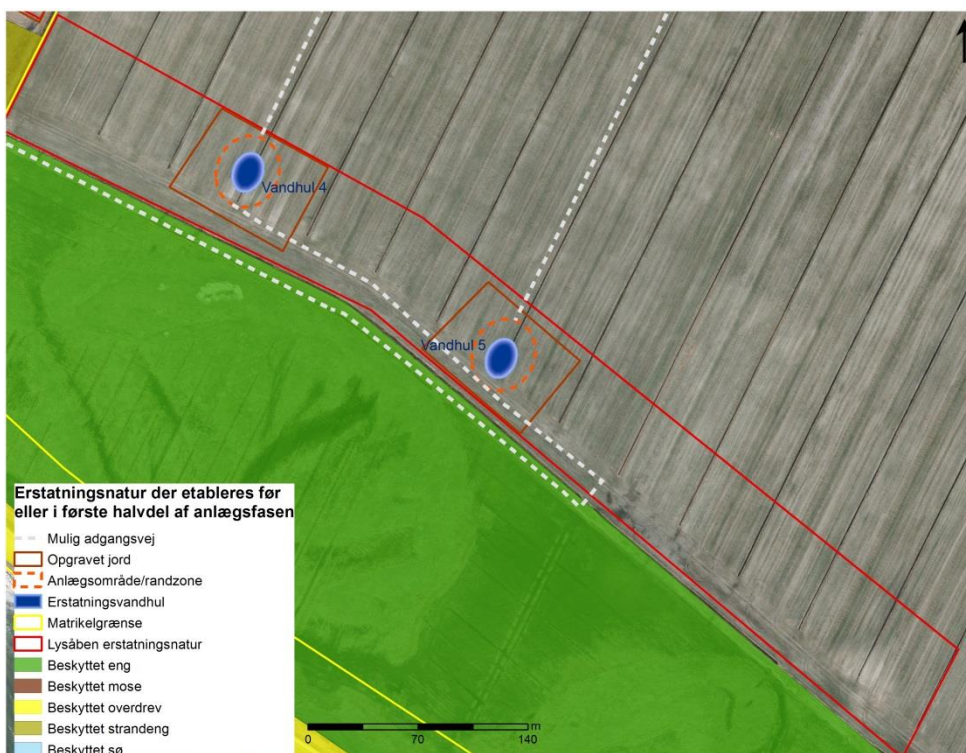 Vandhul 4
Vandhul 5
Erstatningsnatur der etableres før
eller i første halvdel af anlægsfasen
Mulig adgangsvej
Opgravet jord
Anlægsområde/randzone
Erstatningsvandhul
Matrikelgrænse
Lysåben erstatningsnatur
Beskyttet eng
Beskyttet mose
Beskyttet overdrev
Beskyttet strandeng
Beskyttet sø
m
0 70 140